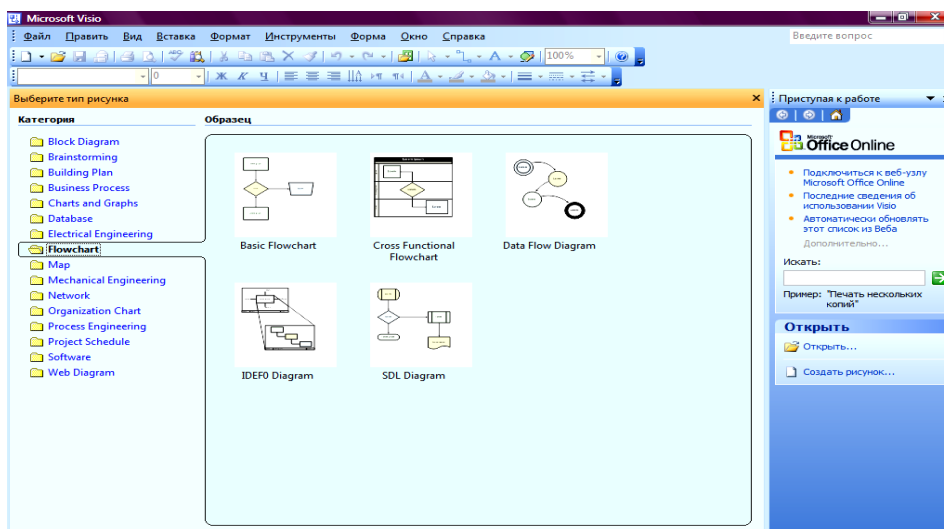 Microsoft Visio
Файл Править Вид Вставка Формат Инструменты Форма Окно Справка
Введите вопрос
100%
0
Ж К Ч
Выберите тип рисунка
Категория
Block Diagram
Brainstorming
Building Plan
Business Process
Charts and Graphs
Database
Electrical Engineering
Flowchart
Map
Mechanical Engineering
Network
Organization Chart
Process Engineering
Project Schedule
Software
Web Diagram
Образец
Basic Flowchart
Cross Functional
Flowchart
Data Flow Diagram
IDEF0 Diagram
SDL Diagram
Приступая к работе
Microsoft
Office Online
Подключиться к веб-узлу
Microsoft Office Online
Последние сведения об
использовании Visio
Автоматически обновлять
этот список из Веба
Дополнительно...
Искать:
Пример: "Печать нескольких
копий"
Открыть
Открыть...
Создать рисунок...